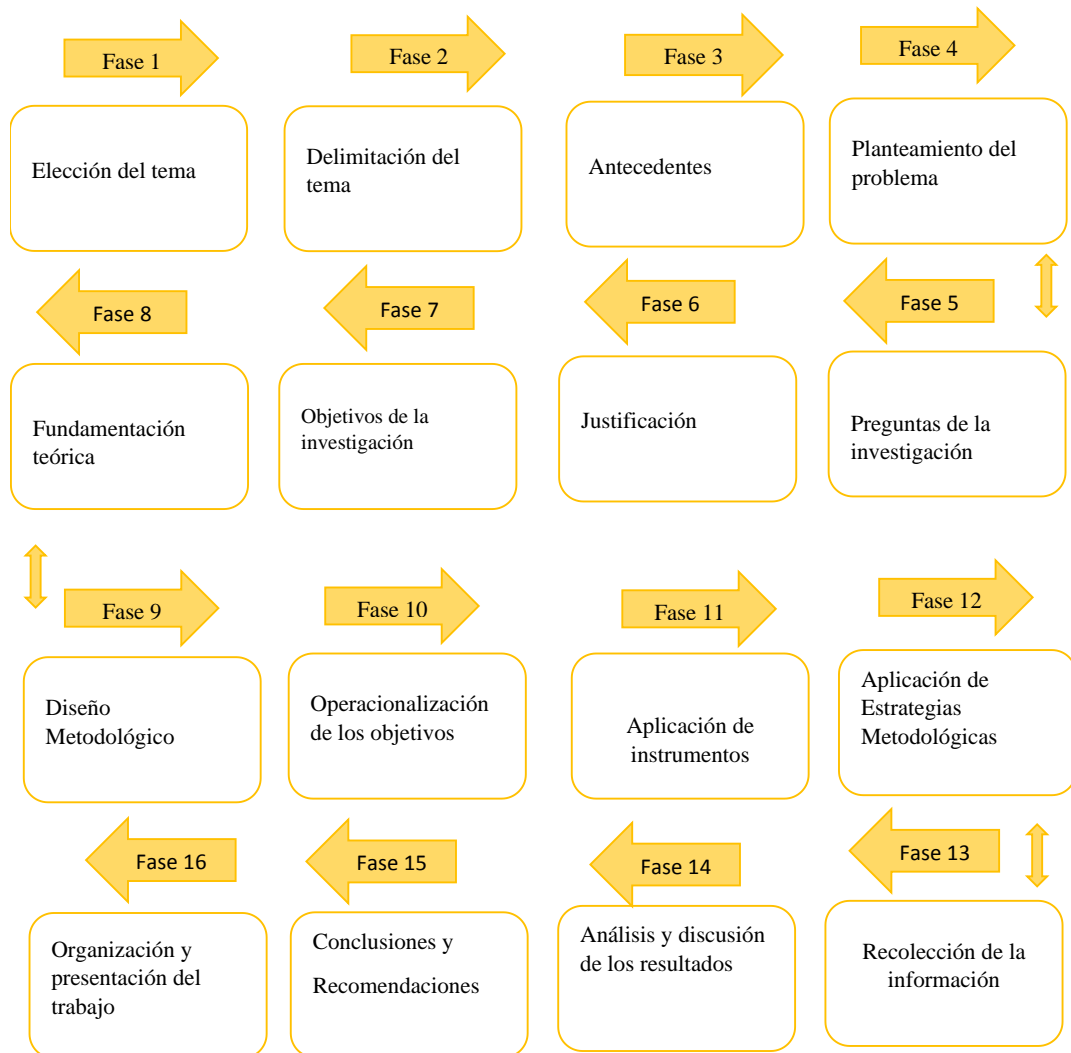 Fase 1
Elección del tema
Fase 2
Delimitación del
tema
Fase 3
Antecedentes
Fase 4
Planteamiento del
problema
Fase 5
Preguntas de la
investigación
Fase 6
Justificación
Fase 7
Objetivos de la
investigación
Fase 8
Fundamentación
teórica
Fase 9
Diseño
Metodológico
Fase 10
Operacionalización
de los objetivos
Fase 11
Aplicación de
instrumentos
Fase 12
Aplicación de
Estrategias
Metodológicas
Fase 13
Recolección de la
información
Fase 14
Análisis y discusión
de los resultados
Fase 15
Conclusiones y
Recomendaciones
Fase 16
Organización y
presentación del
trabajo